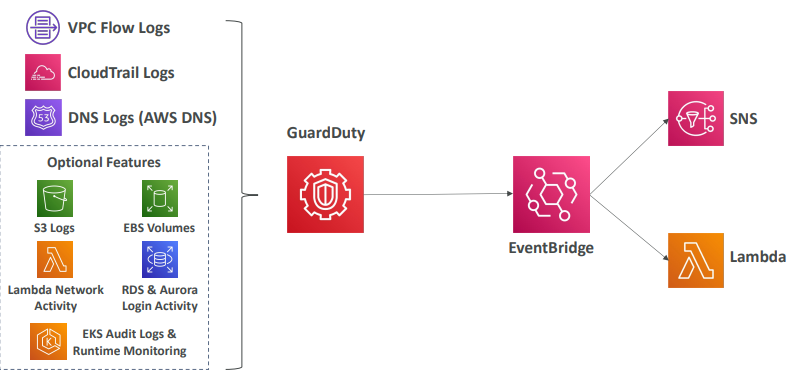 VPC Flow Logs
CloudTrail Logs
53
DNS Logs (AWS DNS)
Optional Features
S3 Logs
EBS Volumes
Lambda Network
Activity
RDS & Aurora
Login Activity
K
EKS Audit Logs &
Runtime Monitoring
GuardDuty
EventBridge
SNS
Lambda